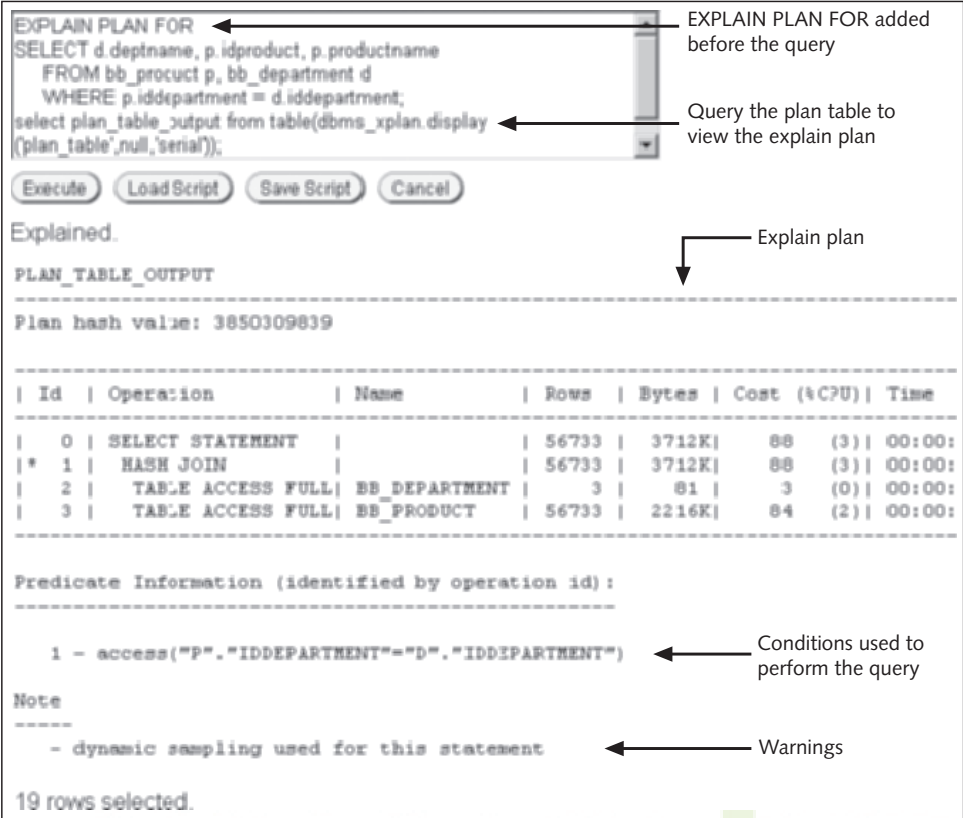 EXPLAIN PLAN FOR
SELECT d.deptname, p.idproduct, p.productname
FROM bb_procuct p, bb_department d
WHERE p.iddepartment = d.iddepartment;
select plan_table_output from table(dbms_xplan.display
('plan_table',null,'serial'));
EXPLAIN PLAN FOR added
before the query
Query the plan table to
view the explain plan
Execute Load Script Save Script Cancel
Explained.
Explain plan
PLAN_TABLE_OUTPUT
--------------------------------------------------------------------------------
Plan hash value: 3850309839
--------------------------------------------------------------------------------
| Id | Operation | Name | Rows | Bytes | Cost (%CPU)| Time
--------------------------------------------------------------------------------
| 0 | SELECT STATEMENT | | 56733 | 3712K| 88 (3)| 00:00:
|* 1 | HASH JOIN | | 56733 | 3712K| 88 (3)| 00:00:
| 2 | TABLE ACCESS FULL| BB_DEPARTMENT | 3 | 81 | 3 (0)| 00:00:
| 3 | TABLE ACCESS FULL| BB_PRODUCT | 56733 | 2216K| 84 (2)| 00:00:
--------------------------------------------------------------------------------
Predicate Information (identified by operation id):
---------------------------------------------------
1 - access("P"."IDDEPARTMENT"="D"."IDDEPARTMENT")
Conditions used to
perform the query
Note
-----
- dynamic sampling used for this statement
Warnings
19 rows selected.